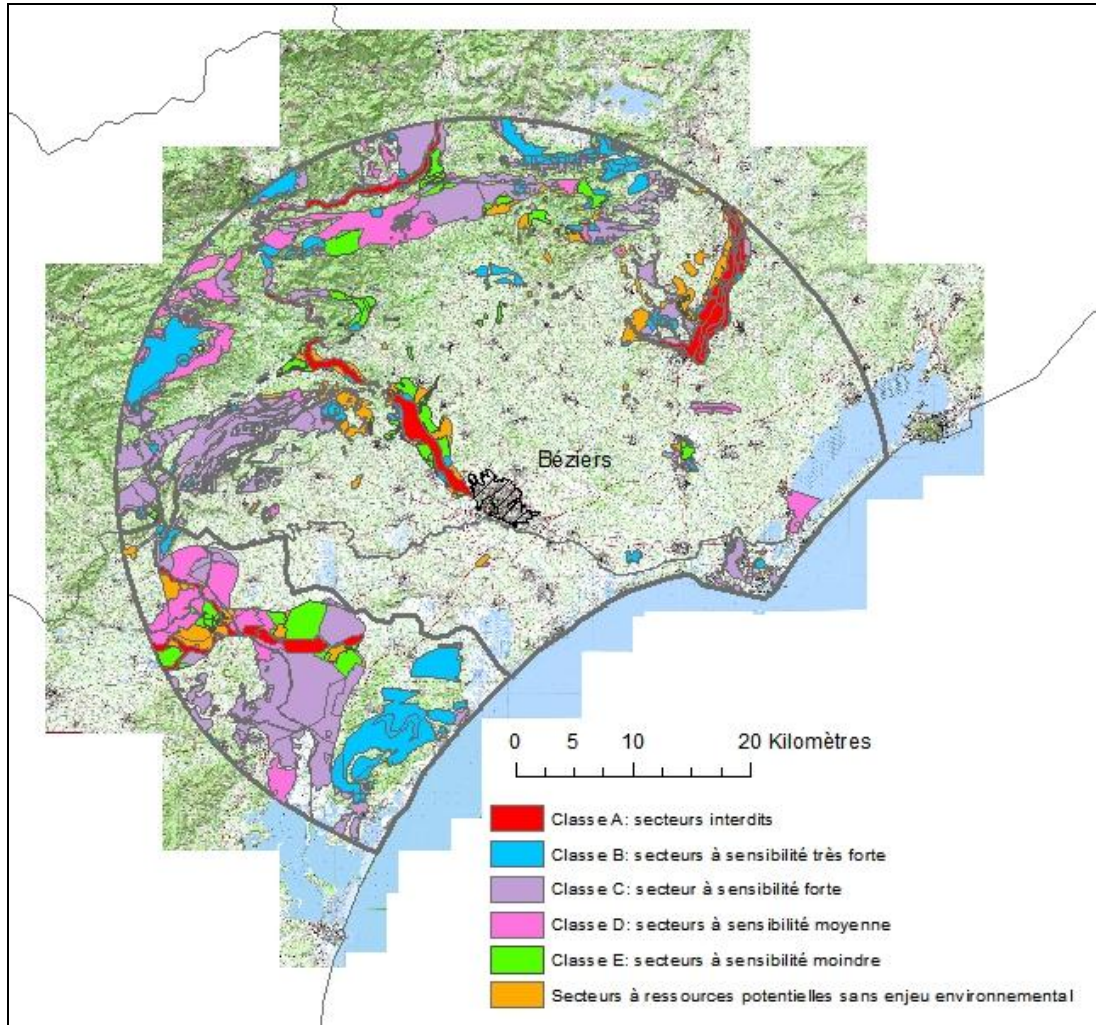 Béziers
0 5 10 20 Kilomètres
Classe A: secteurs interdits
Classe B: secteurs à sensibilité très forte
Classe C: secteur à sensibilité forte
Classe D: secteurs à sensibilité moyenne
Classe E: secteurs à sensibilité moindre
Secteurs à ressources potentielles sans enjeu environnemental